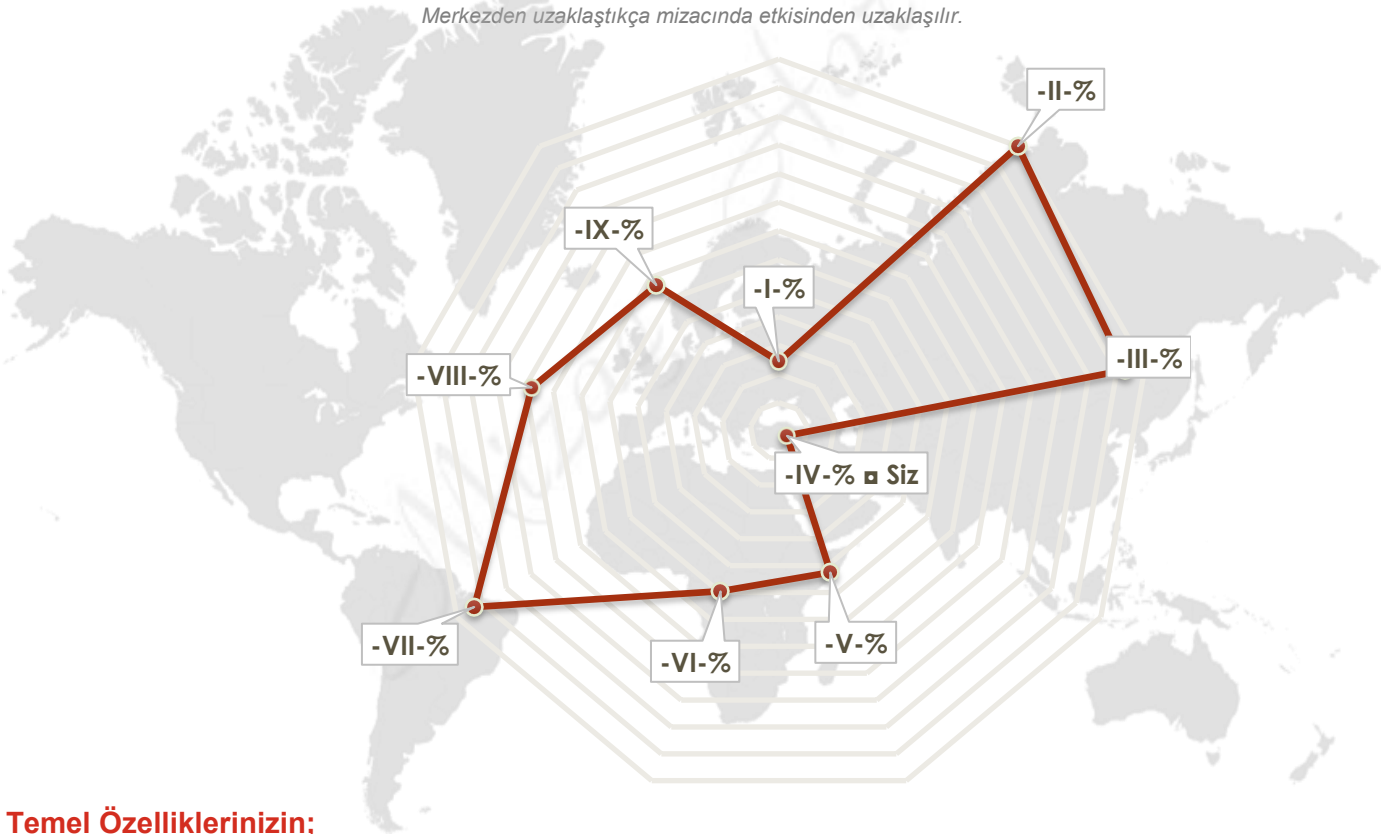 Merkezden uzaklaştıkça mizacında etkisinden uzaklaşılır.
-II-%
-IX-%
-I-%
-III-%
-VIII-%
-IV-% ◘ Siz
-V-%
-VII-%
-VI-%
Temel Özelliklerinizin;